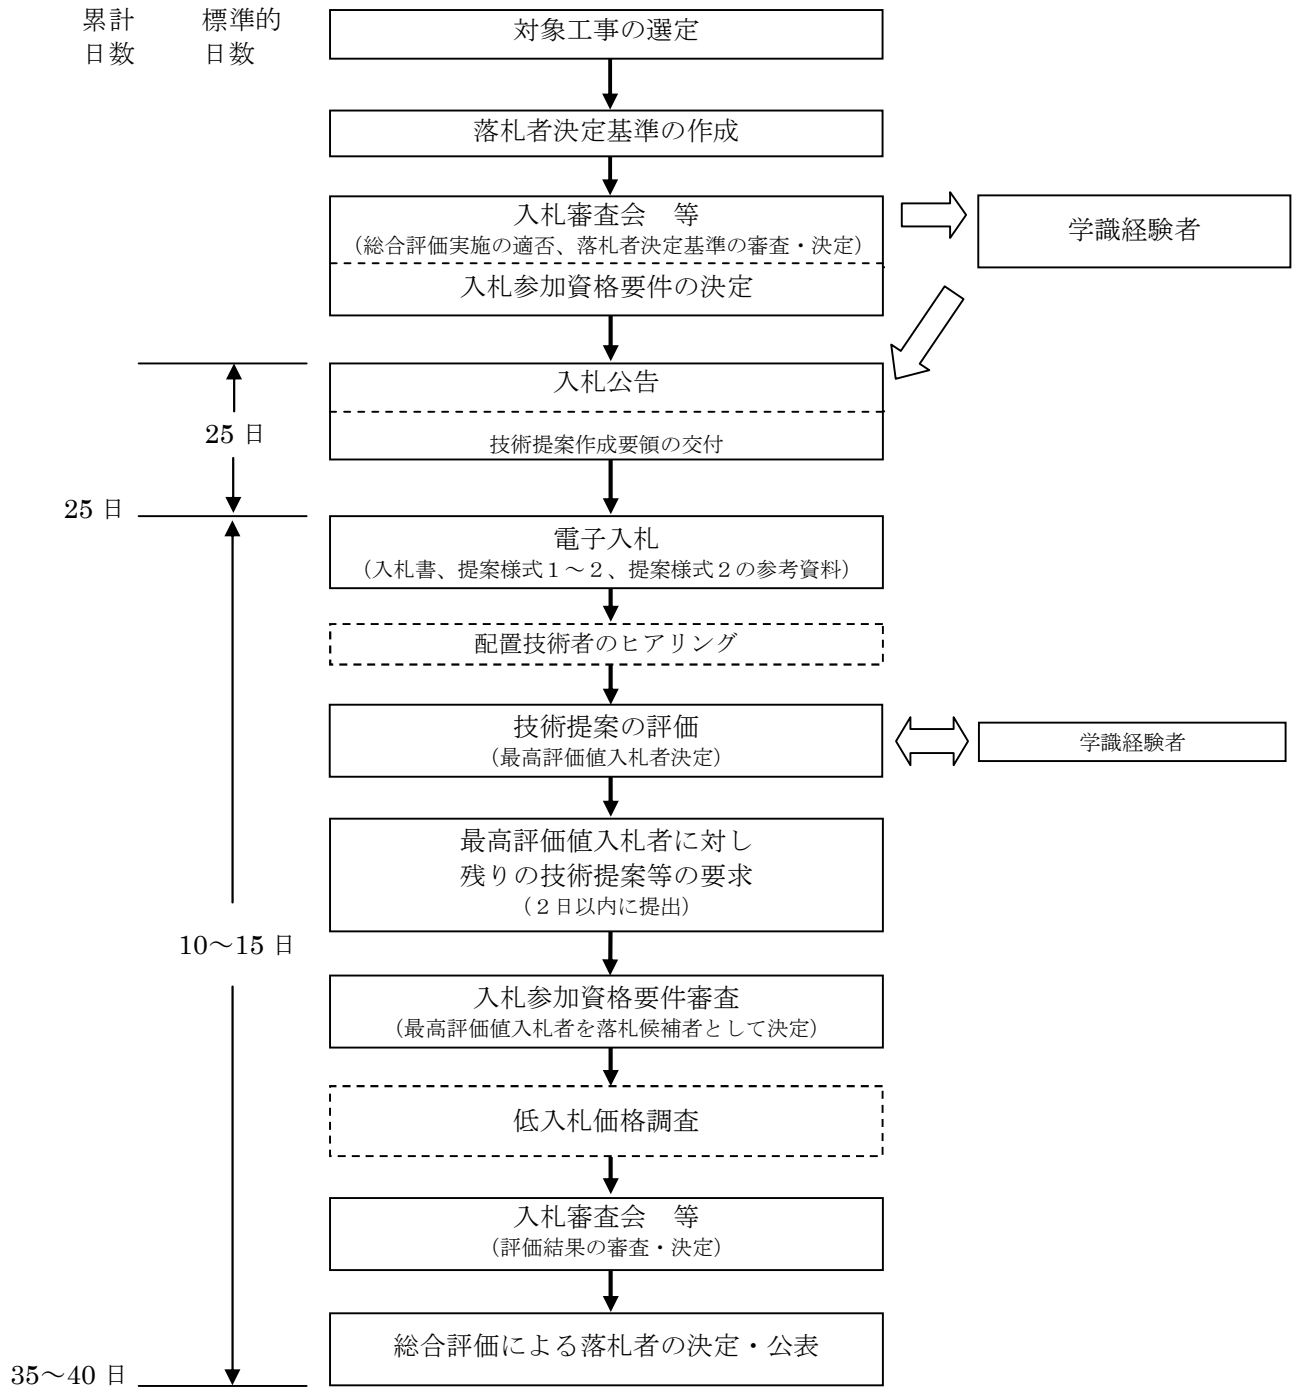 累計 標準的
日数 日数
対象工事の選定
落札者決定基準の作成
入札審査会　等
（総合評価実施の適否、落札者決定基準の審査・決定）
入札参加資格要件の決定
学識経験者
入札公告
技術提案作成要領の交付
25 日
25 日
電子入札
（入札書、提案様式１～２、提案様式２の参考資料）
配置技術者のヒアリング
技術提案の評価
（最高評価値入札者決定）
学識経験者
最高評価値入札者に対し
残りの技術提案等の要求
（２日以内に提出）
10～15 日
入札参加資格要件審査
（最高評価値入札者を落札候補者として決定）
低入札価格調査
入札審査会　等
（評価結果の審査・決定）
総合評価による落札者の決定・公表
35～40 日